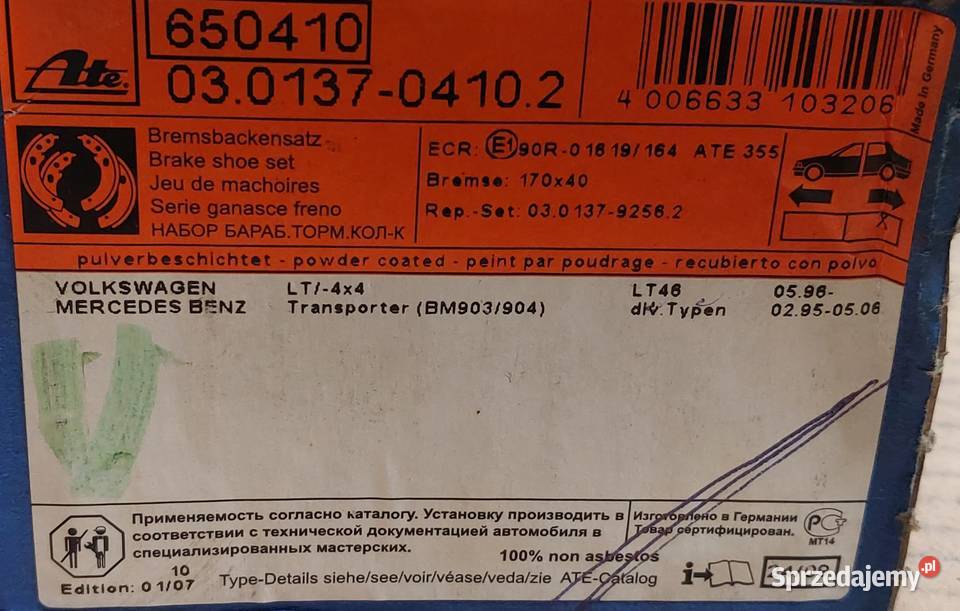 Ate
650410
03.0137-0410.2
4 006633 103206
Made in Germany
Bremsbackensatz
Brake shoe set
Jeu de machoires
Serie ganasce freno
НАБОР БАРАБ.ТОРМ.КОЛ-К
ECR: E1 90R-01619/164 ATE 355
Bremse: 170x40
Rep.-Set: 03.0137-9256.2
pulverbeschichtet - powder coated - peint par poudrage - recubierto con polvo
VOLKSWAGEN LT/-4x4 LT46 05.96-
MERCEDES BENZ Transporter (BM903/904) div.Typen 02.95-05.06
Применяемость согласно каталогу. Установку производить в
соответствии с технической документацией автомобиля в
специализированных мастерских.
100% non asbestos
Изготовлено в Германии
Товар сертифицирован.
МТ14
10
Edition: 01/07
Type-Details siehe/see/voir/véase/veda/zie ATE-Catalog
i
Sprzedajemy.pl